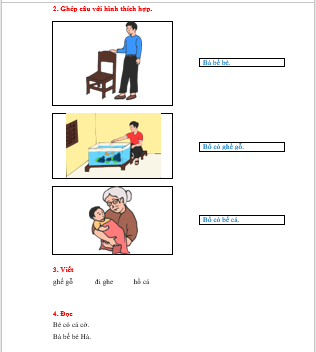 2. Ghép câu với hình thích hợp.
Bà bế bé.
Bố có ghế gỗ.
Bố có bể cá.
3. Viết
ghế gỗ đi ghe hồ cá
4. Đọc
Bé có cá cờ.
Bà bế bé Hà.